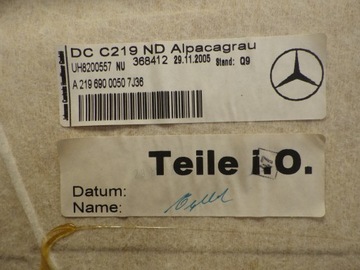 DC C219 ND Alpacagrau
UH8200557 NU 368412 29.11.2005 Stand: Q9
A 219 690 0050 7J36
Teile i.O.
Datum:
Name: